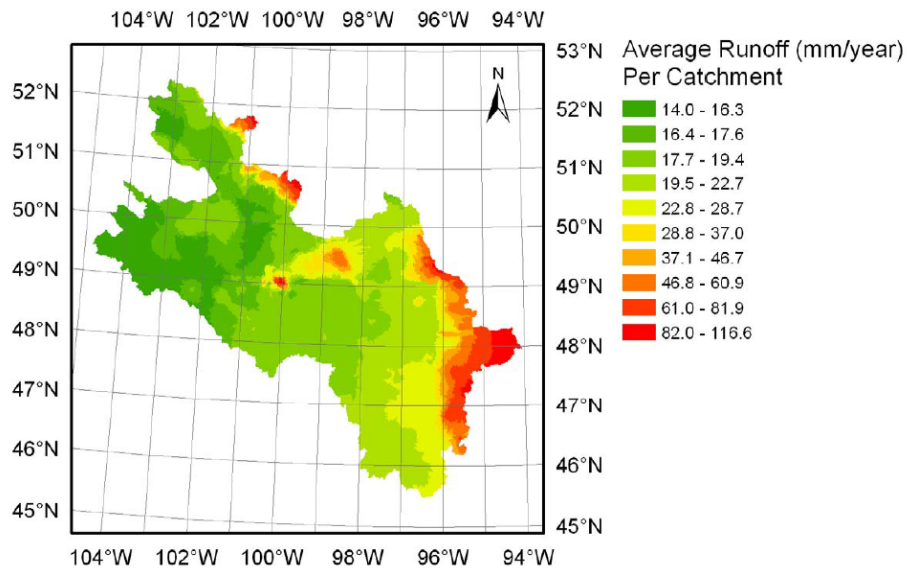 104°W 102°W 100°W 98°W 96°W 94°W
53°N
52°N
51°N
50°N
49°N
48°N
47°N
46°N
45°N
N
53°N
52°N
51°N
50°N
49°N
48°N
47°N
46°N
45°N
104°W 102°W 100°W 98°W 96°W 94°W
Average Runoff (mm/year)
Per Catchment
14.0 - 16.3
16.4 - 17.6
17.7 - 19.4
19.5 - 22.7
22.8 - 28.7
28.8 - 37.0
37.1 - 46.7
46.8 - 60.9
61.0 - 81.9
82.0 - 116.6